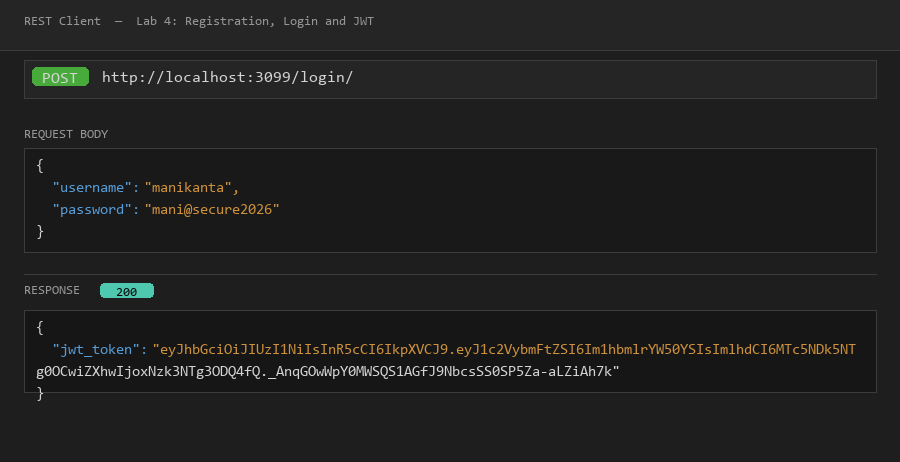 REST Client — Lab 4: Registration, Login and JWT
POST http://localhost:3099/login/
REQUEST BODY
{
"username": "manikanta",
"password": "mani@secure2026"
}
RESPONSE 200
{
"jwt_token": "eyJhbGciOiJIUzI1NiIsInR5cCI6IkpXVCJ9.eyJ1c2VybmFtZSI6Im1hbmlrYW50YSIsImlhdCI6MTc5NDk5NT
g0OCwiZXhwIjoxNzk3NTg3ODQ4fQ._AnqGOwWpY0MWSQS1AGfJ9NbcsSS0SP5Za-aLZiAh7k"
}